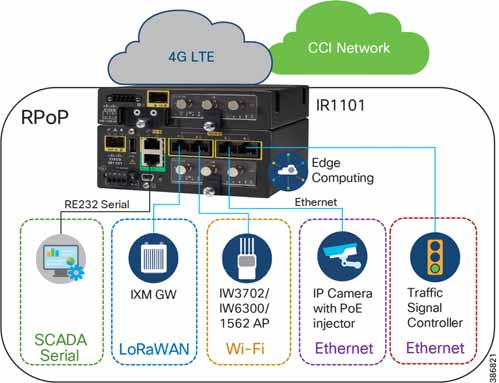 4G LTE
CCI Network
RPoP
IR1101
Edge
Computing
RE232 Serial
Ethernet
IXM GW
IW3702/
IW6300/
1562 AP
IP Camera
with PoE
injector
Traffic
Signal
Controller
SCADA
Serial
LoRaWAN
Wi-Fi
Ethernet
Ethernet
386821